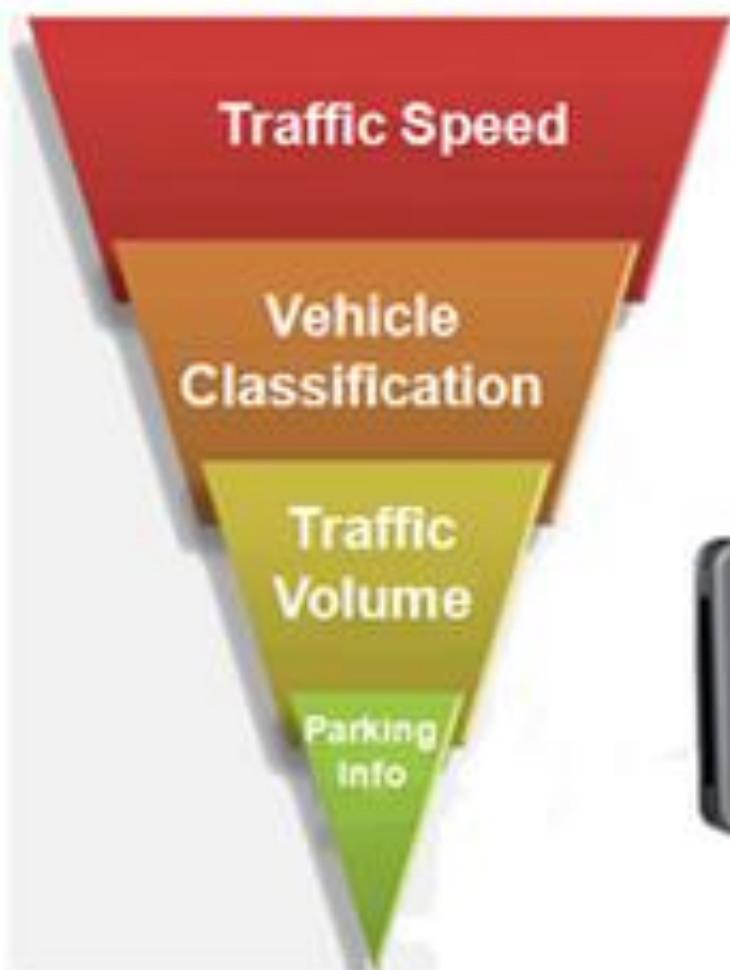 Traffic Speed
Vehicle
Classification
Traffic
Volume
Parking
Info